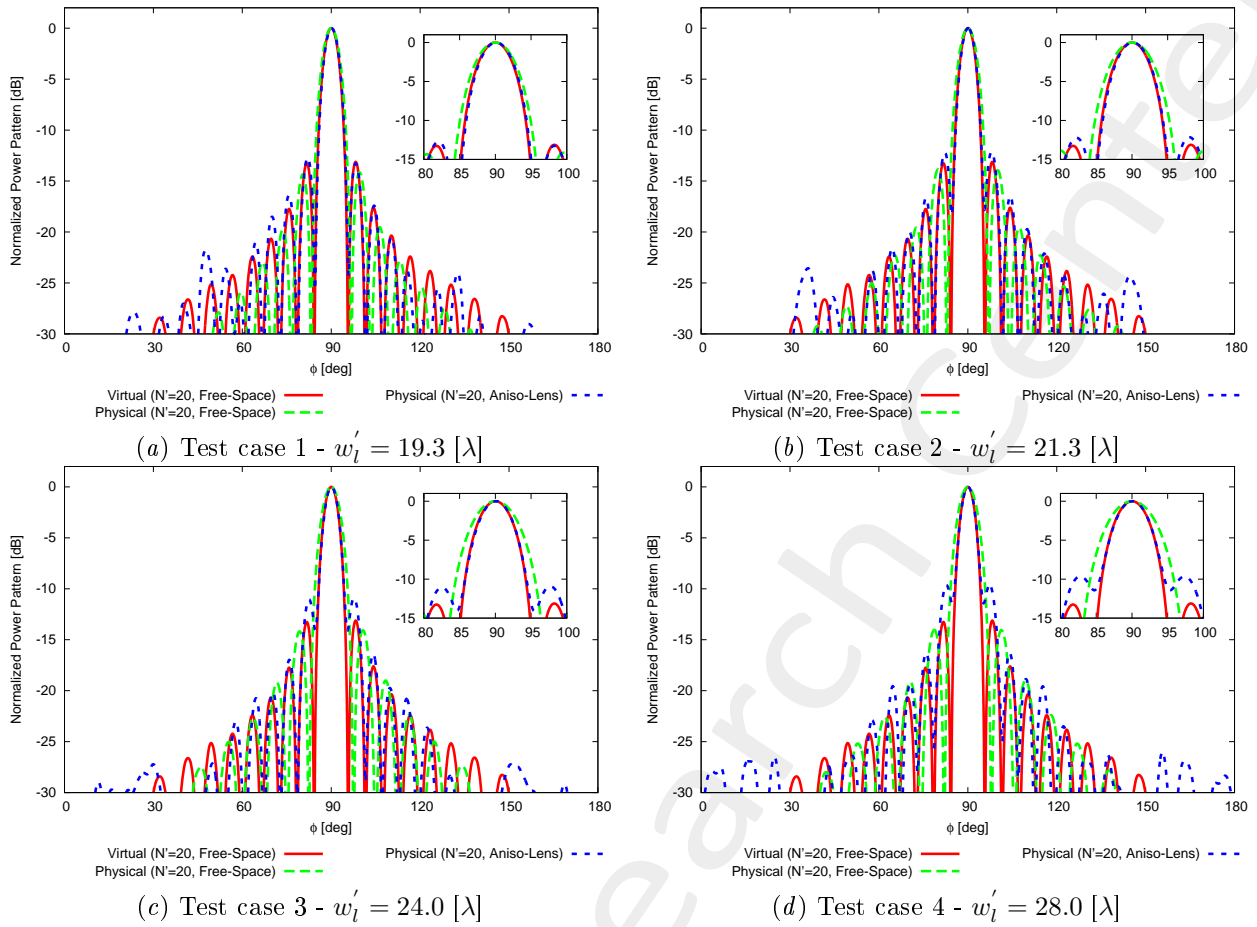 0
-5
-10
-15
-20
-25
-30
0 30 60 90 120 150 180
Normalized Power Pattern [dB]
ϕ [deg]
0
-5
-10
-15
80 85 90 95 100
Virtual (N'=20, Free-Space)
Physical (N'=20, Free-Space)
Physical (N'=20, Aniso-Lens)
(a) Test case 1 - w'l = 19.3 [λ]
0
-5
-10
-15
-20
-25
-30
0 30 60 90 120 150 180
Normalized Power Pattern [dB]
ϕ [deg]
0
-5
-10
-15
80 85 90 95 100
Virtual (N'=20, Free-Space)
Physical (N'=20, Free-Space)
Physical (N'=20, Aniso-Lens)
(b) Test case 2 - w'l = 21.3 [λ]
0
-5
-10
-15
-20
-25
-30
0 30 60 90 120 150 180
Normalized Power Pattern [dB]
ϕ [deg]
0
-5
-10
-15
80 85 90 95 100
Virtual (N'=20, Free-Space)
Physical (N'=20, Free-Space)
Physical (N'=20, Aniso-Lens)
(c) Test case 3 - w'l = 24.0 [λ]
0
-5
-10
-15
-20
-25
-30
0 30 60 90 120 150 180
Normalized Power Pattern [dB]
ϕ [deg]
0
-5
-10
-15
80 85 90 95 100
Virtual (N'=20, Free-Space)
Physical (N'=20, Free-Space)
Physical (N'=20, Aniso-Lens)
(d) Test case 4 - w'l = 28.0 [λ]